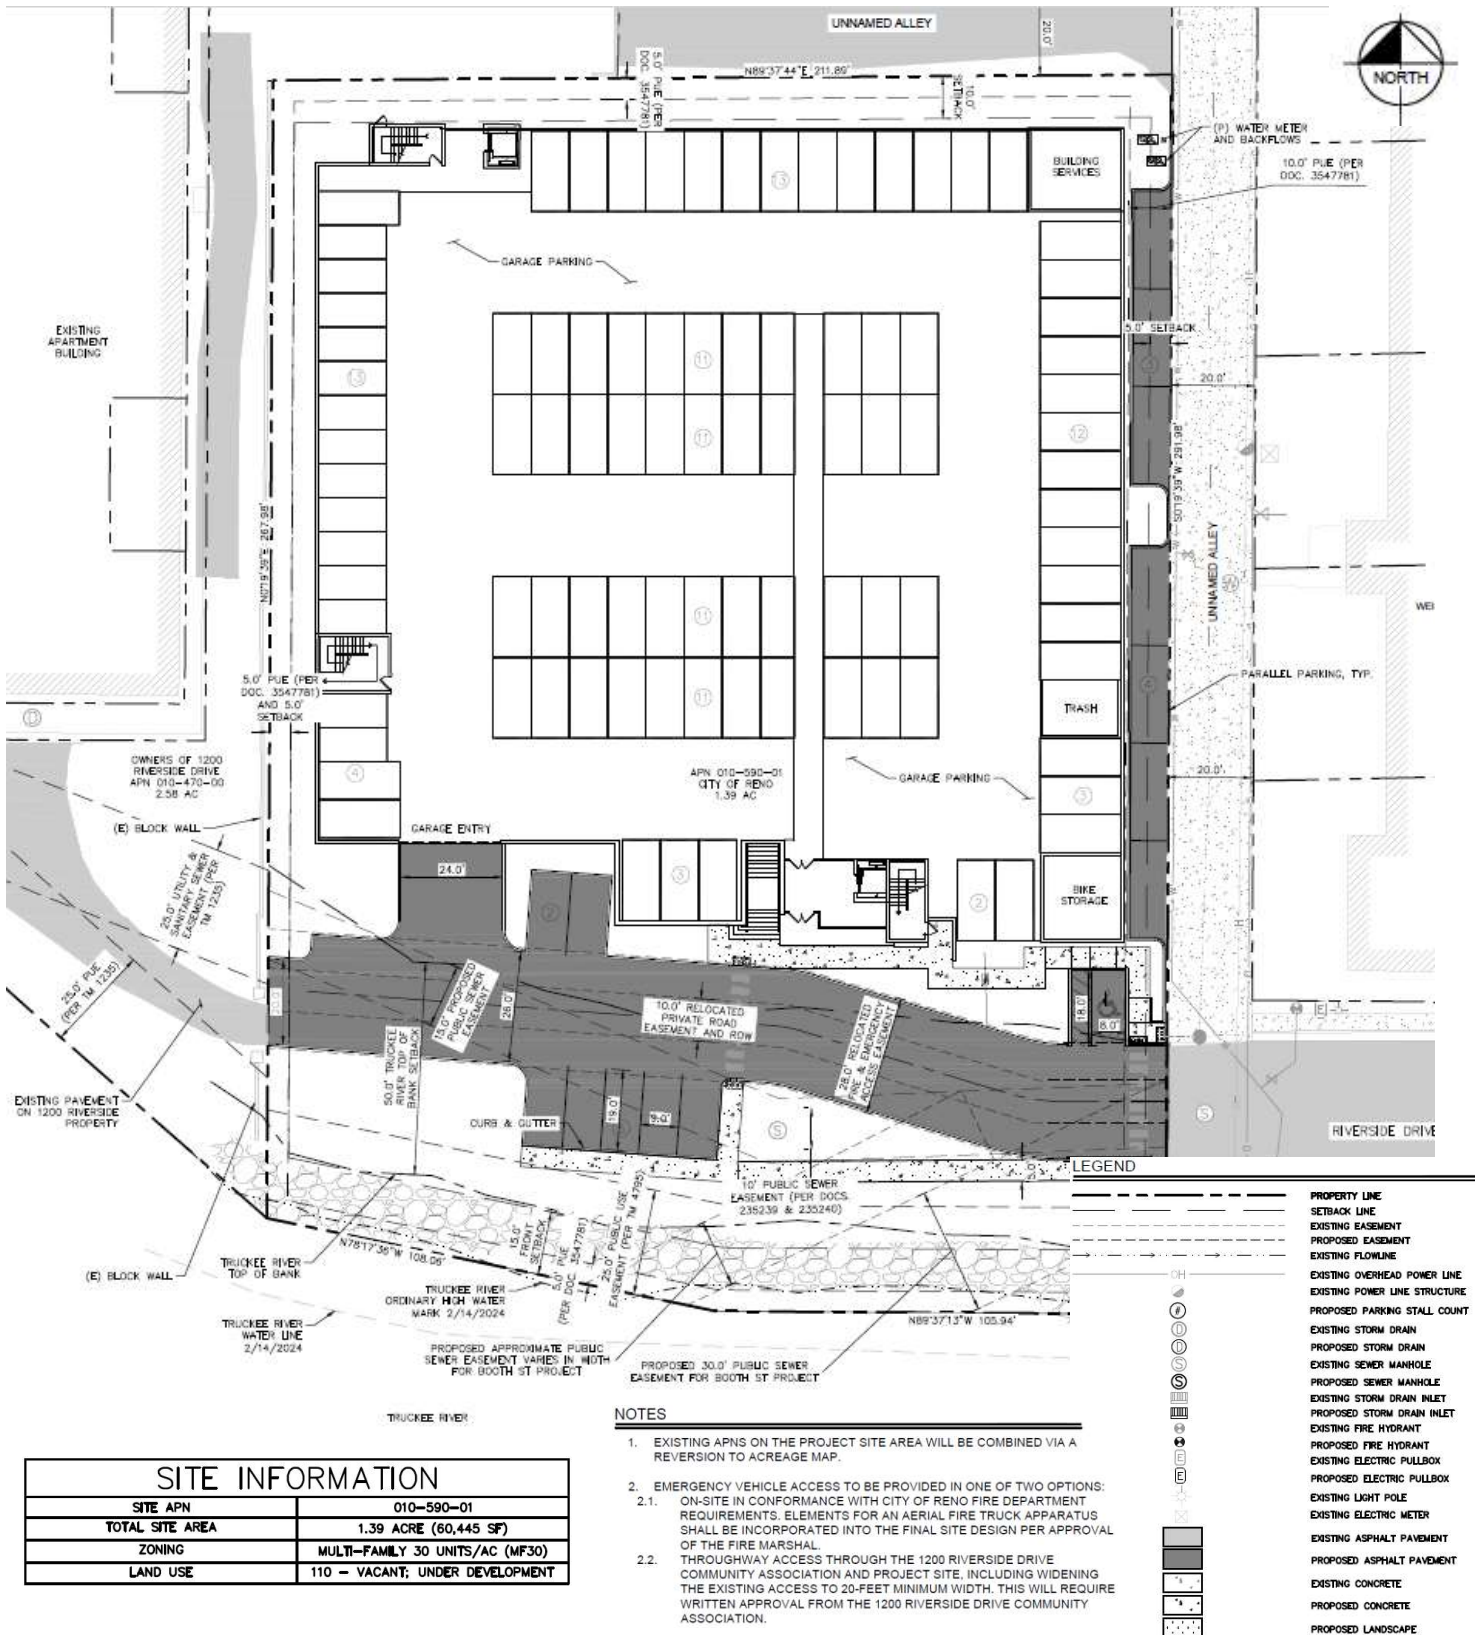 UNNAMED ALLEY
20.0'
NORTH
5.0' PUE (PER
DOC. 3547781)
N89°37'44"E 211.89'
10.0'
SETBACK
(P) WATER METER
AND BACKFLOWS
10.0' PUE (PER
DOC. 3547781)
BUILDING
SERVICES
13
GARAGE PARKING
EXISTING
APARTMENT
BUILDING
13
11
11
12
5.0' SETBACK
20.0'
N0°19'39"E 267.98'
S0°19'39"W 291.98'
UNNAMED ALLEY
11
11
WEI
4
PARALLEL PARKING, TYP.
5.0' PUE (PER
DOC. 3547781)
AND 5.0'
SETBACK
D
TRASH
OWNERS OF 1200
RIVERSIDE DRIVE
APN 010-470-00
2.58 AC
4
APN 010-590-01
CITY OF RENO
1.39 AC
GARAGE PARKING
20.0'
3
(E) BLOCK WALL
GARAGE ENTRY
24.0'
25.0' UTILITY &
SANITARY SEWER
EASEMENT (PER
TM 1235)
3
2
2
BIKE
STORAGE
25.0' PUE
(PER TM 1235)
15.0' PROPOSED
PUBLIC SEWER
EASEMENT
26.0'
10.0' RELOCATED
PRIVATE ROAD
EASEMENT AND ROW
28.0' RELOCATED
FIRE & EMERGENCY
ACCESS EASEMENT
18.0'
8.0'
E
50.0' TRUCKEE
RIVER TOP OF
BANK SETBACK
EXISTING PAVEMENT
ON 1200 RIVERSIDE
PROPERTY
CURB & GUTTER
19.0'
9.0'
S
S
RIVERSIDE DRIVE
5.0'
10' PUBLIC SEWER
EASEMENT (PER DOCS.
235239 & 235240)
N78°17'36"W 108.06'
15.0'
FRONT
SETBACK
5.0' PUE
(PER DOC. 3547781)
25.0' PUBLIC USE
EASEMENT (PER TM 4795)
(E) BLOCK WALL
TRUCKEE RIVER
TOP OF BANK
TRUCKEE RIVER
ORDINARY HIGH WATER
MARK 2/14/2024
TRUCKEE RIVER
WATER LINE
2/14/2024
N89°37'13"W 105.94'
PROPOSED APPROXIMATE PUBLIC
SEWER EASEMENT VARIES IN WIDTH
FOR BOOTH ST PROJECT
PROPOSED 30.0' PUBLIC SEWER
EASEMENT FOR BOOTH ST PROJECT
TRUCKEE RIVER
LEGEND
PROPERTY LINE
SETBACK LINE
EXISTING EASEMENT
PROPOSED EASEMENT
EXISTING FLOWLINE
OH EXISTING OVERHEAD POWER LINE
EXISTING POWER LINE STRUCTURE
# PROPOSED PARKING STALL COUNT
D EXISTING STORM DRAIN
D PROPOSED STORM DRAIN
S EXISTING SEWER MANHOLE
S PROPOSED SEWER MANHOLE
EXISTING STORM DRAIN INLET
PROPOSED STORM DRAIN INLET
EXISTING FIRE HYDRANT
PROPOSED FIRE HYDRANT
E EXISTING ELECTRIC PULLBOX
E PROPOSED ELECTRIC PULLBOX
EXISTING LIGHT POLE
EXISTING ELECTRIC METER
EXISTING ASPHALT PAVEMENT
PROPOSED ASPHALT PAVEMENT
EXISTING CONCRETE
PROPOSED CONCRETE
PROPOSED LANDSCAPE
NOTES
1. EXISTING APNS ON THE PROJECT SITE AREA WILL BE COMBINED VIA A
REVERSION TO ACREAGE MAP.
2. EMERGENCY VEHICLE ACCESS TO BE PROVIDED IN ONE OF TWO OPTIONS:
2.1. ON-SITE IN CONFORMANCE WITH CITY OF RENO FIRE DEPARTMENT
REQUIREMENTS. ELEMENTS FOR AN AERIAL FIRE TRUCK APPARATUS
SHALL BE INCORPORATED INTO THE FINAL SITE DESIGN PER APPROVAL
OF THE FIRE MARSHAL.
2.2. THROUGHWAY ACCESS THROUGH THE 1200 RIVERSIDE DRIVE
COMMUNITY ASSOCIATION AND PROJECT SITE, INCLUDING WIDENING
THE EXISTING ACCESS TO 20-FEET MINIMUM WIDTH. THIS WILL REQUIRE
WRITTEN APPROVAL FROM THE 1200 RIVERSIDE DRIVE COMMUNITY
ASSOCIATION.
SITE INFORMATION
SITE APN 010-590-01
TOTAL SITE AREA 1.39 ACRE (60,445 SF)
ZONING MULTI-FAMILY 30 UNITS/AC (MF30)
LAND USE 110 - VACANT; UNDER DEVELOPMENT